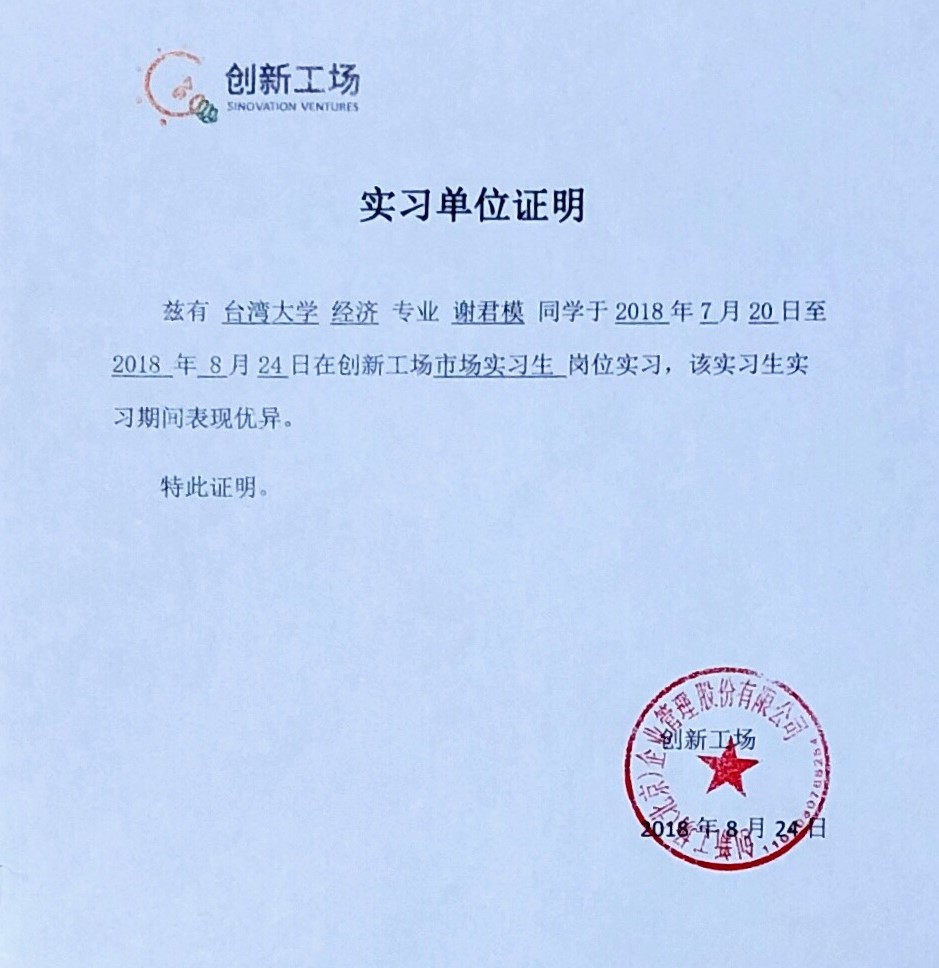 创新工场
SINOVATION VENTURES
实习单位证明
兹有 台湾大学 经济 专业 谢君模 同学于 2018 年 7 月 20 日至
2018 年 8 月 24 日在创新工场市场实习生 岗位实习，该实习生实
习期间表现优异。
特此证明。
创新工场(北京)企业管理股份有限公司
创新工场
2018 年 8 月 24 日